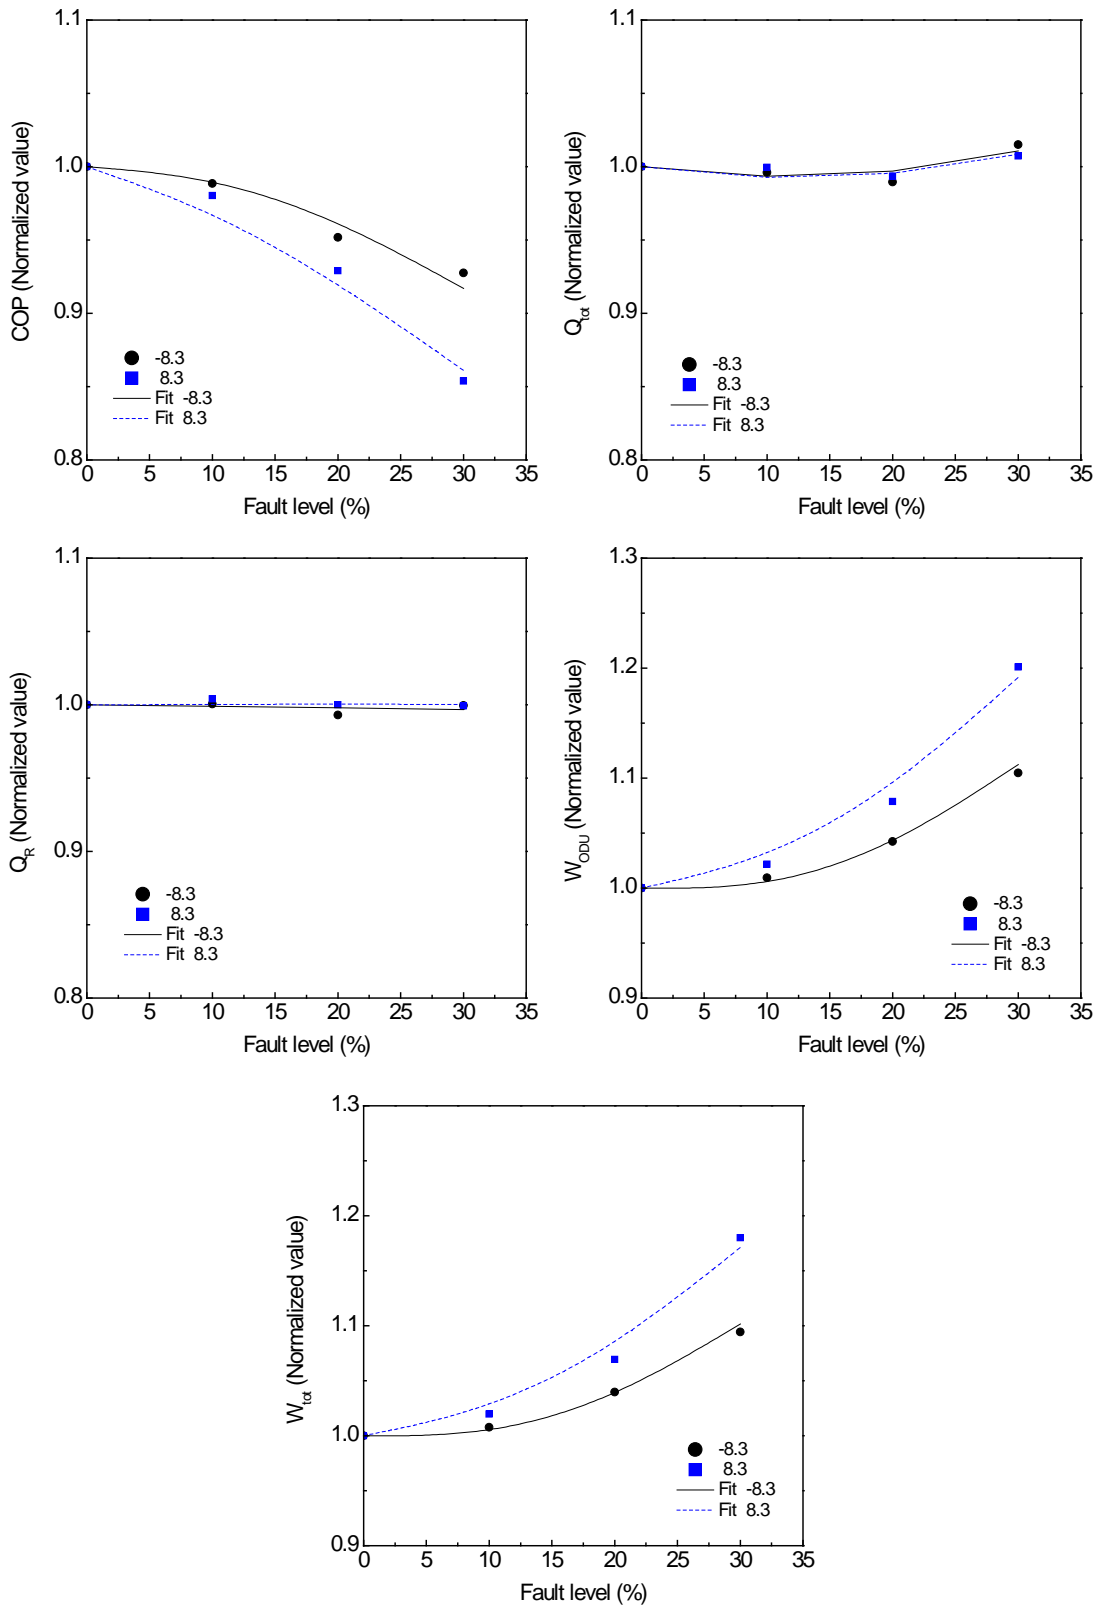 1.1
1.0
0.9
0.8
COP (Normalized value)
-8.3
8.3
Fit -8.3
Fit 8.3
0 5 10 15 20 25 30 35
Fault level (%)
1.1
1.0
0.9
0.8
Qtot (Normalized value)
-8.3
8.3
Fit -8.3
Fit 8.3
0 5 10 15 20 25 30 35
Fault level (%)
1.1
1.0
0.9
0.8
QR (Normalized value)
-8.3
8.3
Fit -8.3
Fit 8.3
0 5 10 15 20 25 30 35
Fault level (%)
1.3
1.2
1.1
1.0
0.9
WODU (Normalized value)
-8.3
8.3
Fit -8.3
Fit 8.3
0 5 10 15 20 25 30 35
Fault level (%)
1.3
1.2
1.1
1.0
0.9
Wtot (Normalized value)
-8.3
8.3
Fit -8.3
Fit 8.3
0 5 10 15 20 25 30 35
Fault level (%)